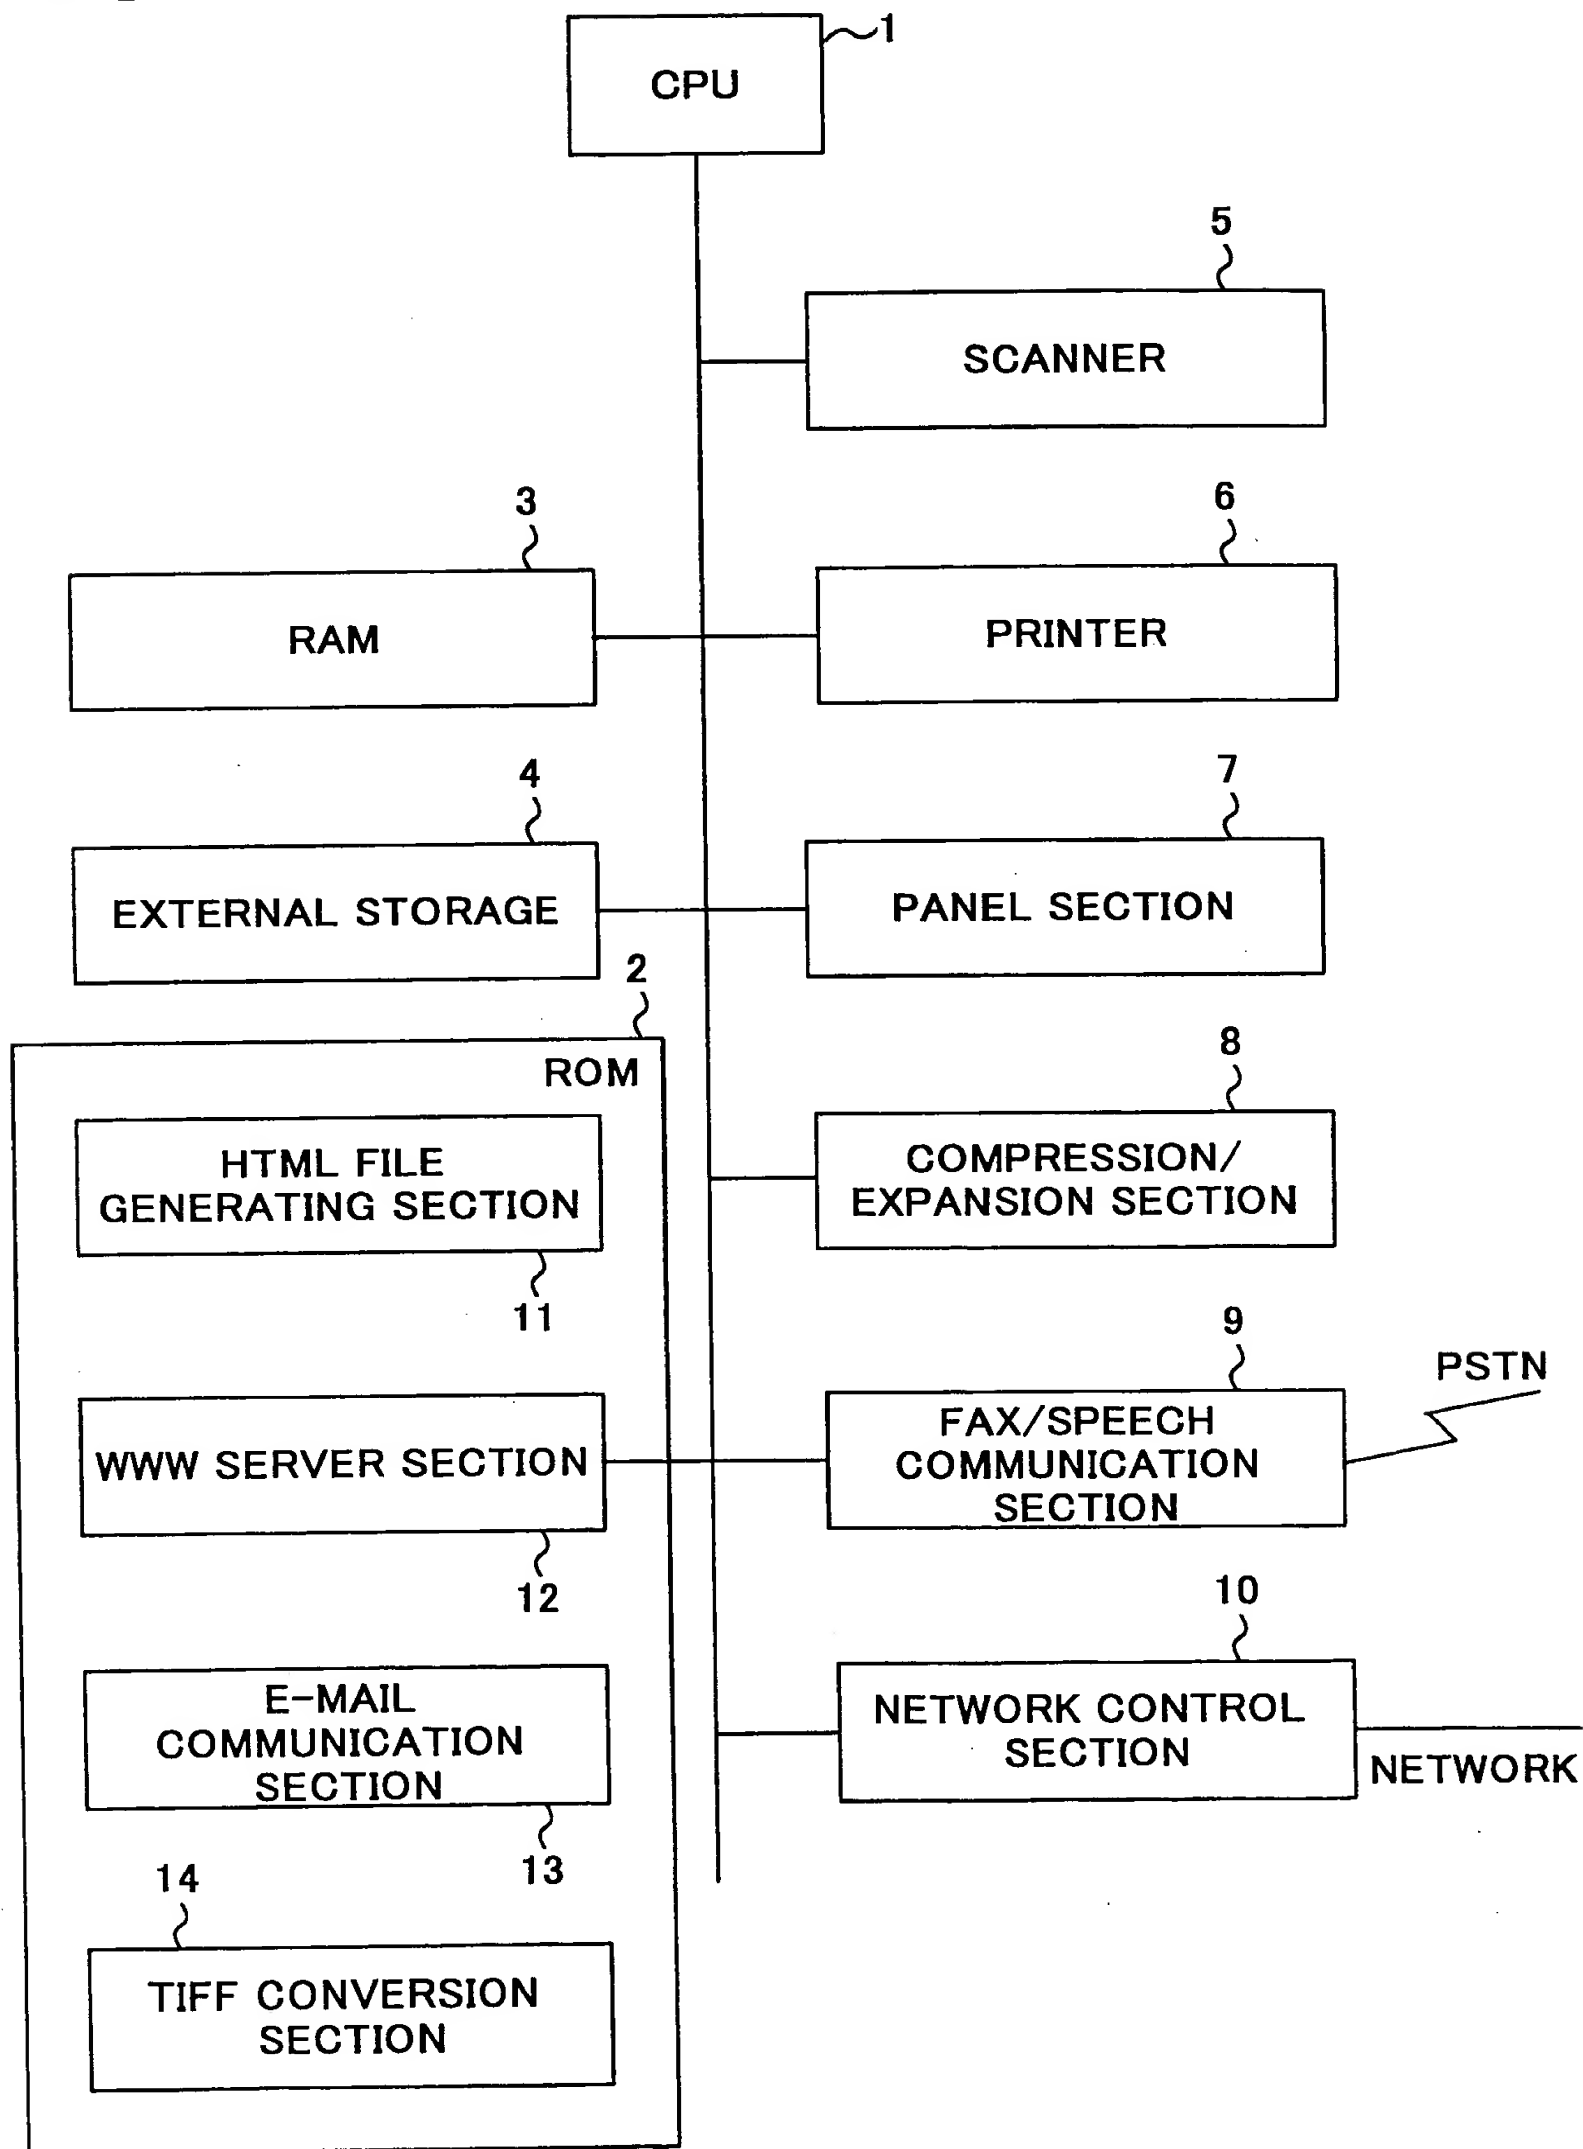 1
CPU
5
SCANNER
3
RAM
6
PRINTER
4
EXTERNAL STORAGE
7
PANEL SECTION
2
ROM
HTML FILE
GENERATING SECTION
11
8
COMPRESSION/
EXPANSION SECTION
WWW SERVER SECTION
12
9
FAX/SPEECH
COMMUNICATION
SECTION
PSTN
E-MAIL
COMMUNICATION
SECTION
13
10
NETWORK CONTROL
SECTION
NETWORK
14
TIFF CONVERSION
SECTION